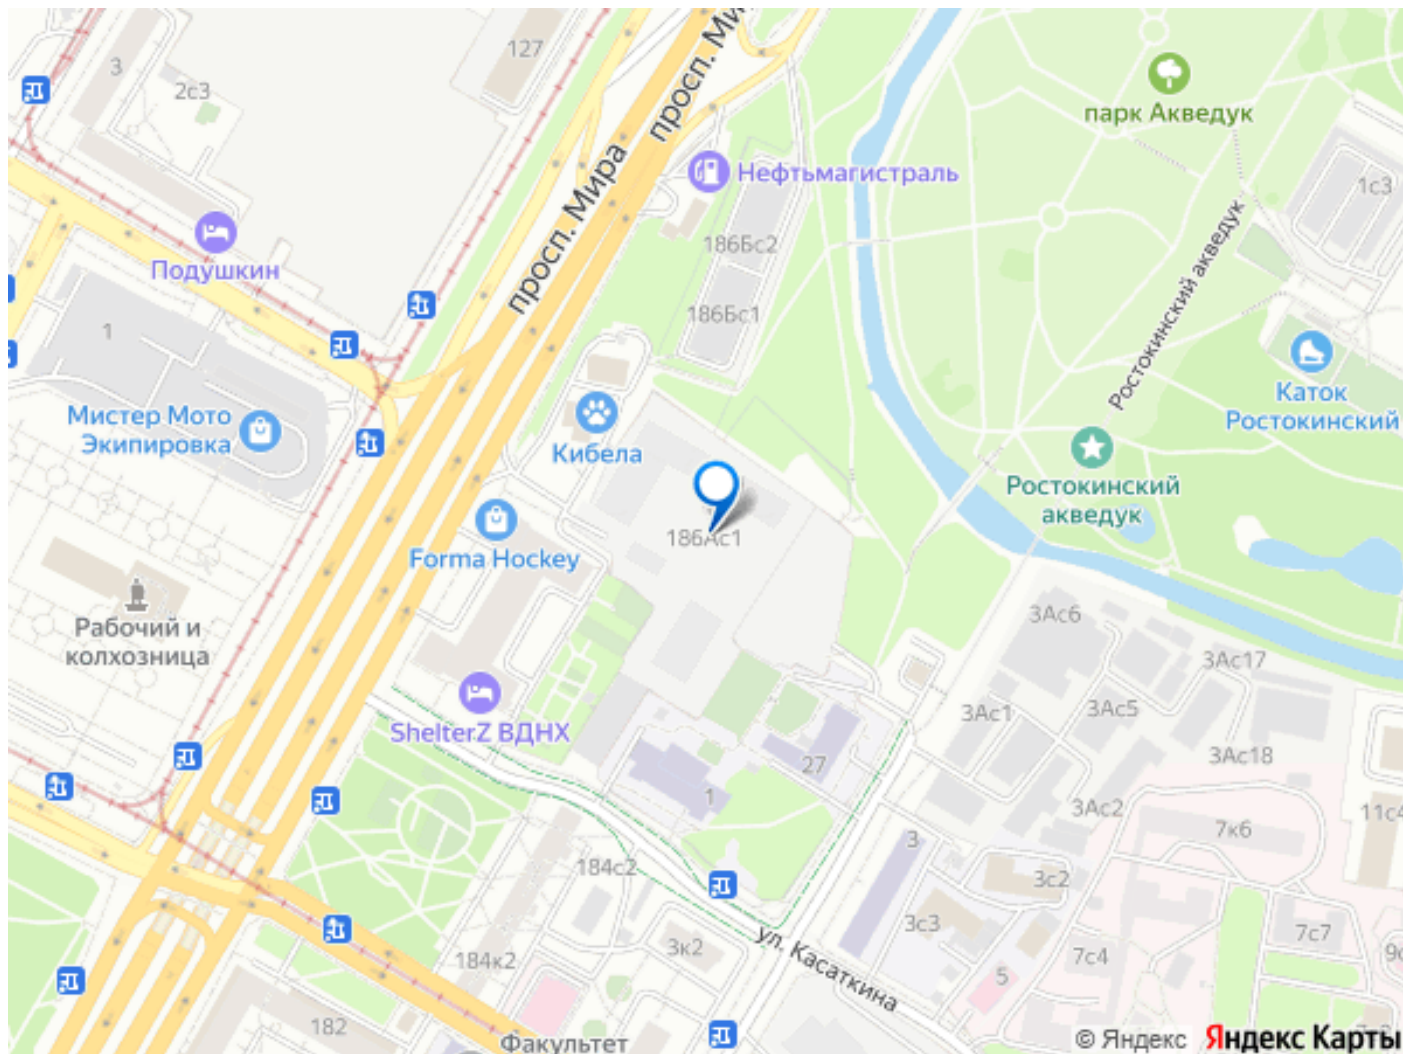 127
3
2с3
просп. Мира
просп. Ми
парк Акведук
Нефтьмагистраль
1с3
Подушкин
186Бс2
186Бс1
Ростокинский акведук
1
Мистер Мото
Экипировка
Кибела
Каток
Ростокинский
Ростокинский
акведук
Forma Hockey
186Ас1
Рабочий и
колхозница
3Ас6
3Ас17
3Ас1
3Ас5
ShelterZ ВДНХ
27
3Ас18
1
3Ас2
7к6
11с4
3
184с2
3с2
3с3
3к2
ул. Касаткина
7с7
7с4
184к2
5
9с
182
Факультет
© Яндекс
Яндекс Карты